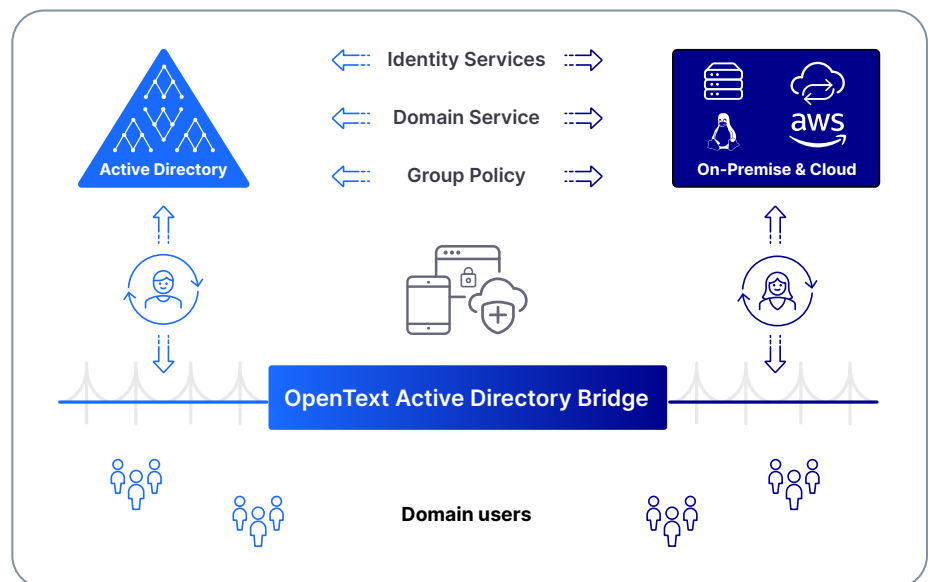 Identity Services
Domain Service
Group Policy
Active Directory
aws
On-Premise & Cloud
OpenText Active Directory Bridge
Domain users